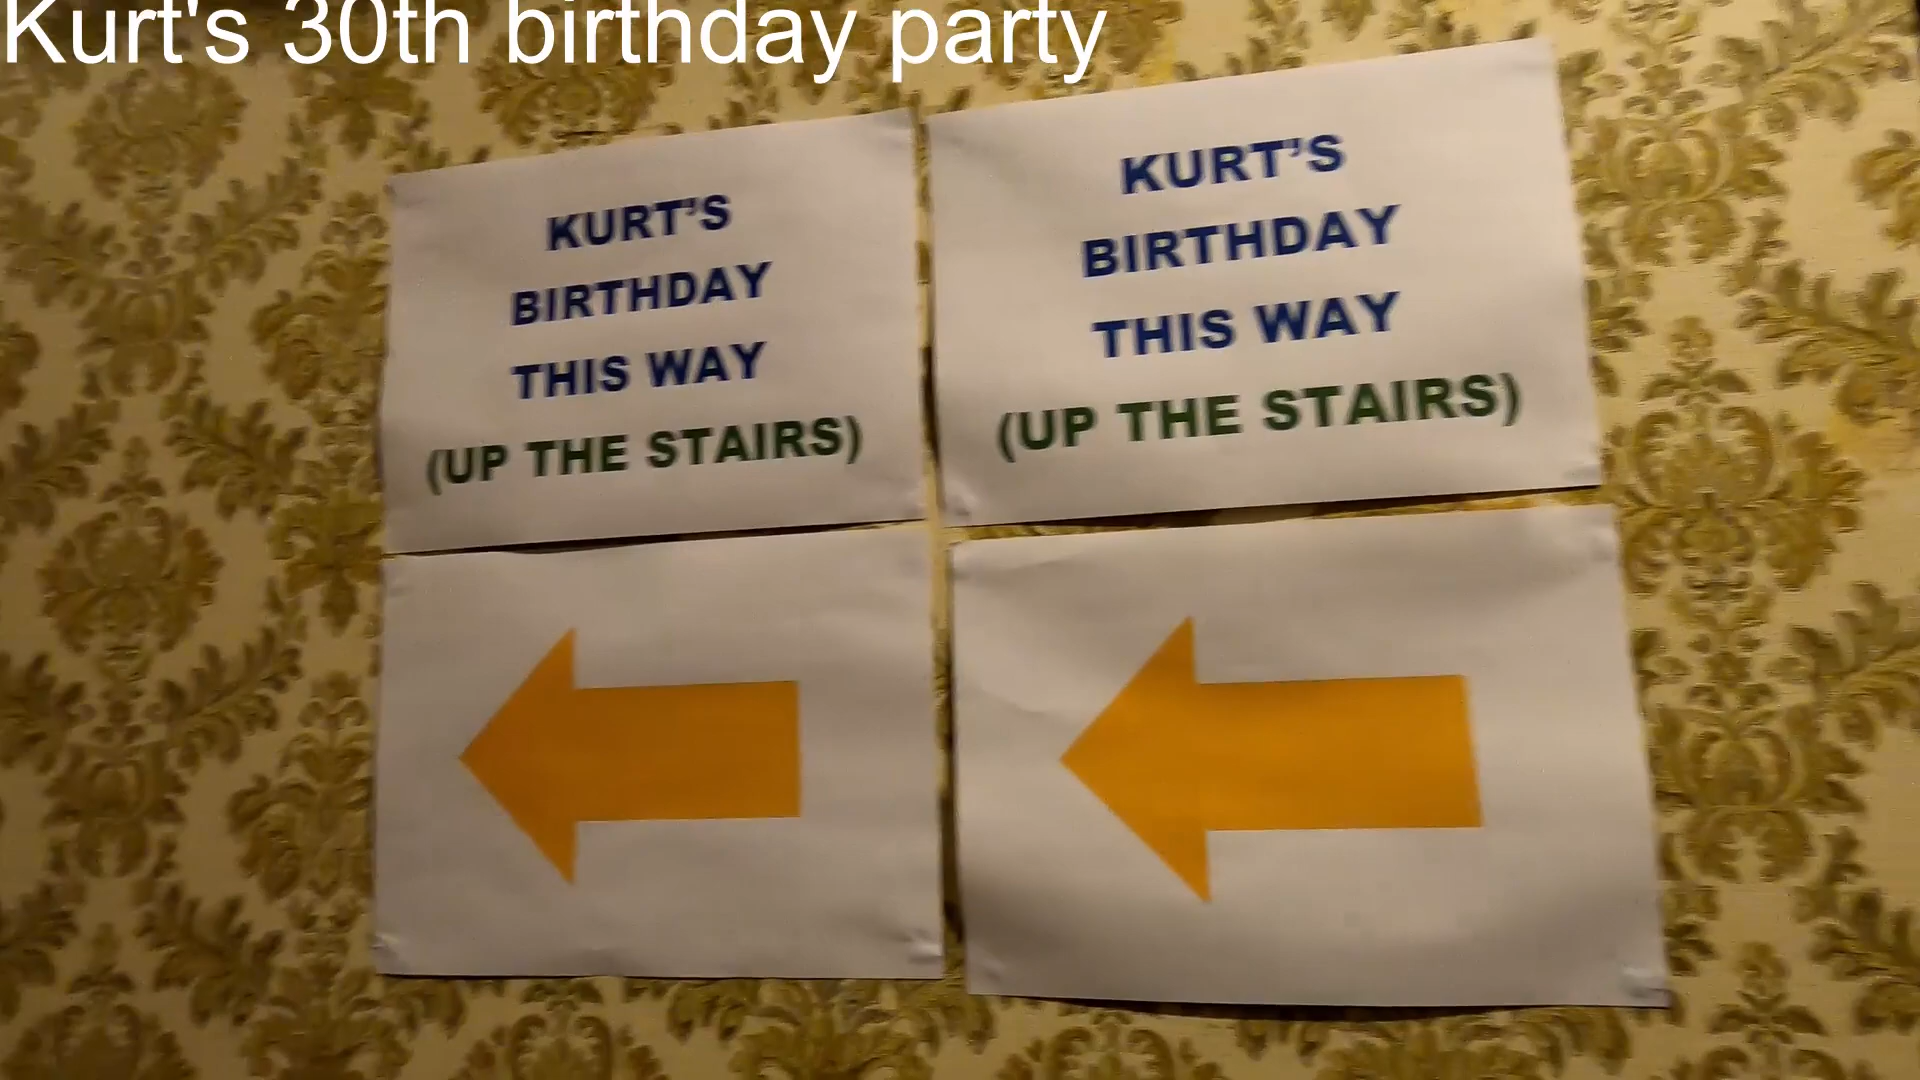 Kurt's 30th birthday party
KURT'S
BIRTHDAY
THIS WAY
(UP THE STAIRS)
KURT'S
BIRTHDAY
THIS WAY
(UP THE STAIRS)